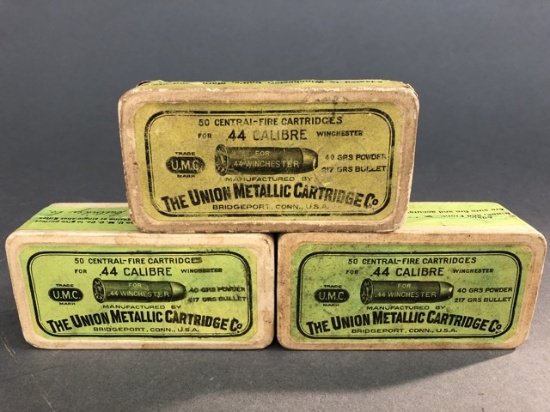 50 CENTRAL-FIRE CARTRIDGES
FOR .44 CALIBRE WINCHESTER
TRADE
U.M.C.
MARK
FOR
.44 WINCHESTER
40 GRS POWDER
217 GRS BULLET
MANUFACTURED BY
THE UNION METALLIC CARTRIDGE CO
BRIDGEPORT, CONN., U.S.A.
50 CENTRAL-FIRE CARTRIDGES
FOR .44 CALIBRE WINCHESTER
TRADE
U.M.C.
MARK
FOR
.44 WINCHESTER
40 GRS POWDER
217 GRS BULLET
MANUFACTURED BY
THE UNION METALLIC CARTRIDGE CO
BRIDGEPORT, CONN., U.S.A.
50 CENTRAL-FIRE CARTRIDGES
FOR .44 CALIBRE WINCHESTER
TRADE
U.M.C.
MARK
FOR
.44 WINCHESTER
40 GRS POWDER
217 GRS BULLET
MANUFACTURED BY
THE UNION METALLIC CARTRIDGE CO
BRIDGEPORT, CONN., U.S.A.